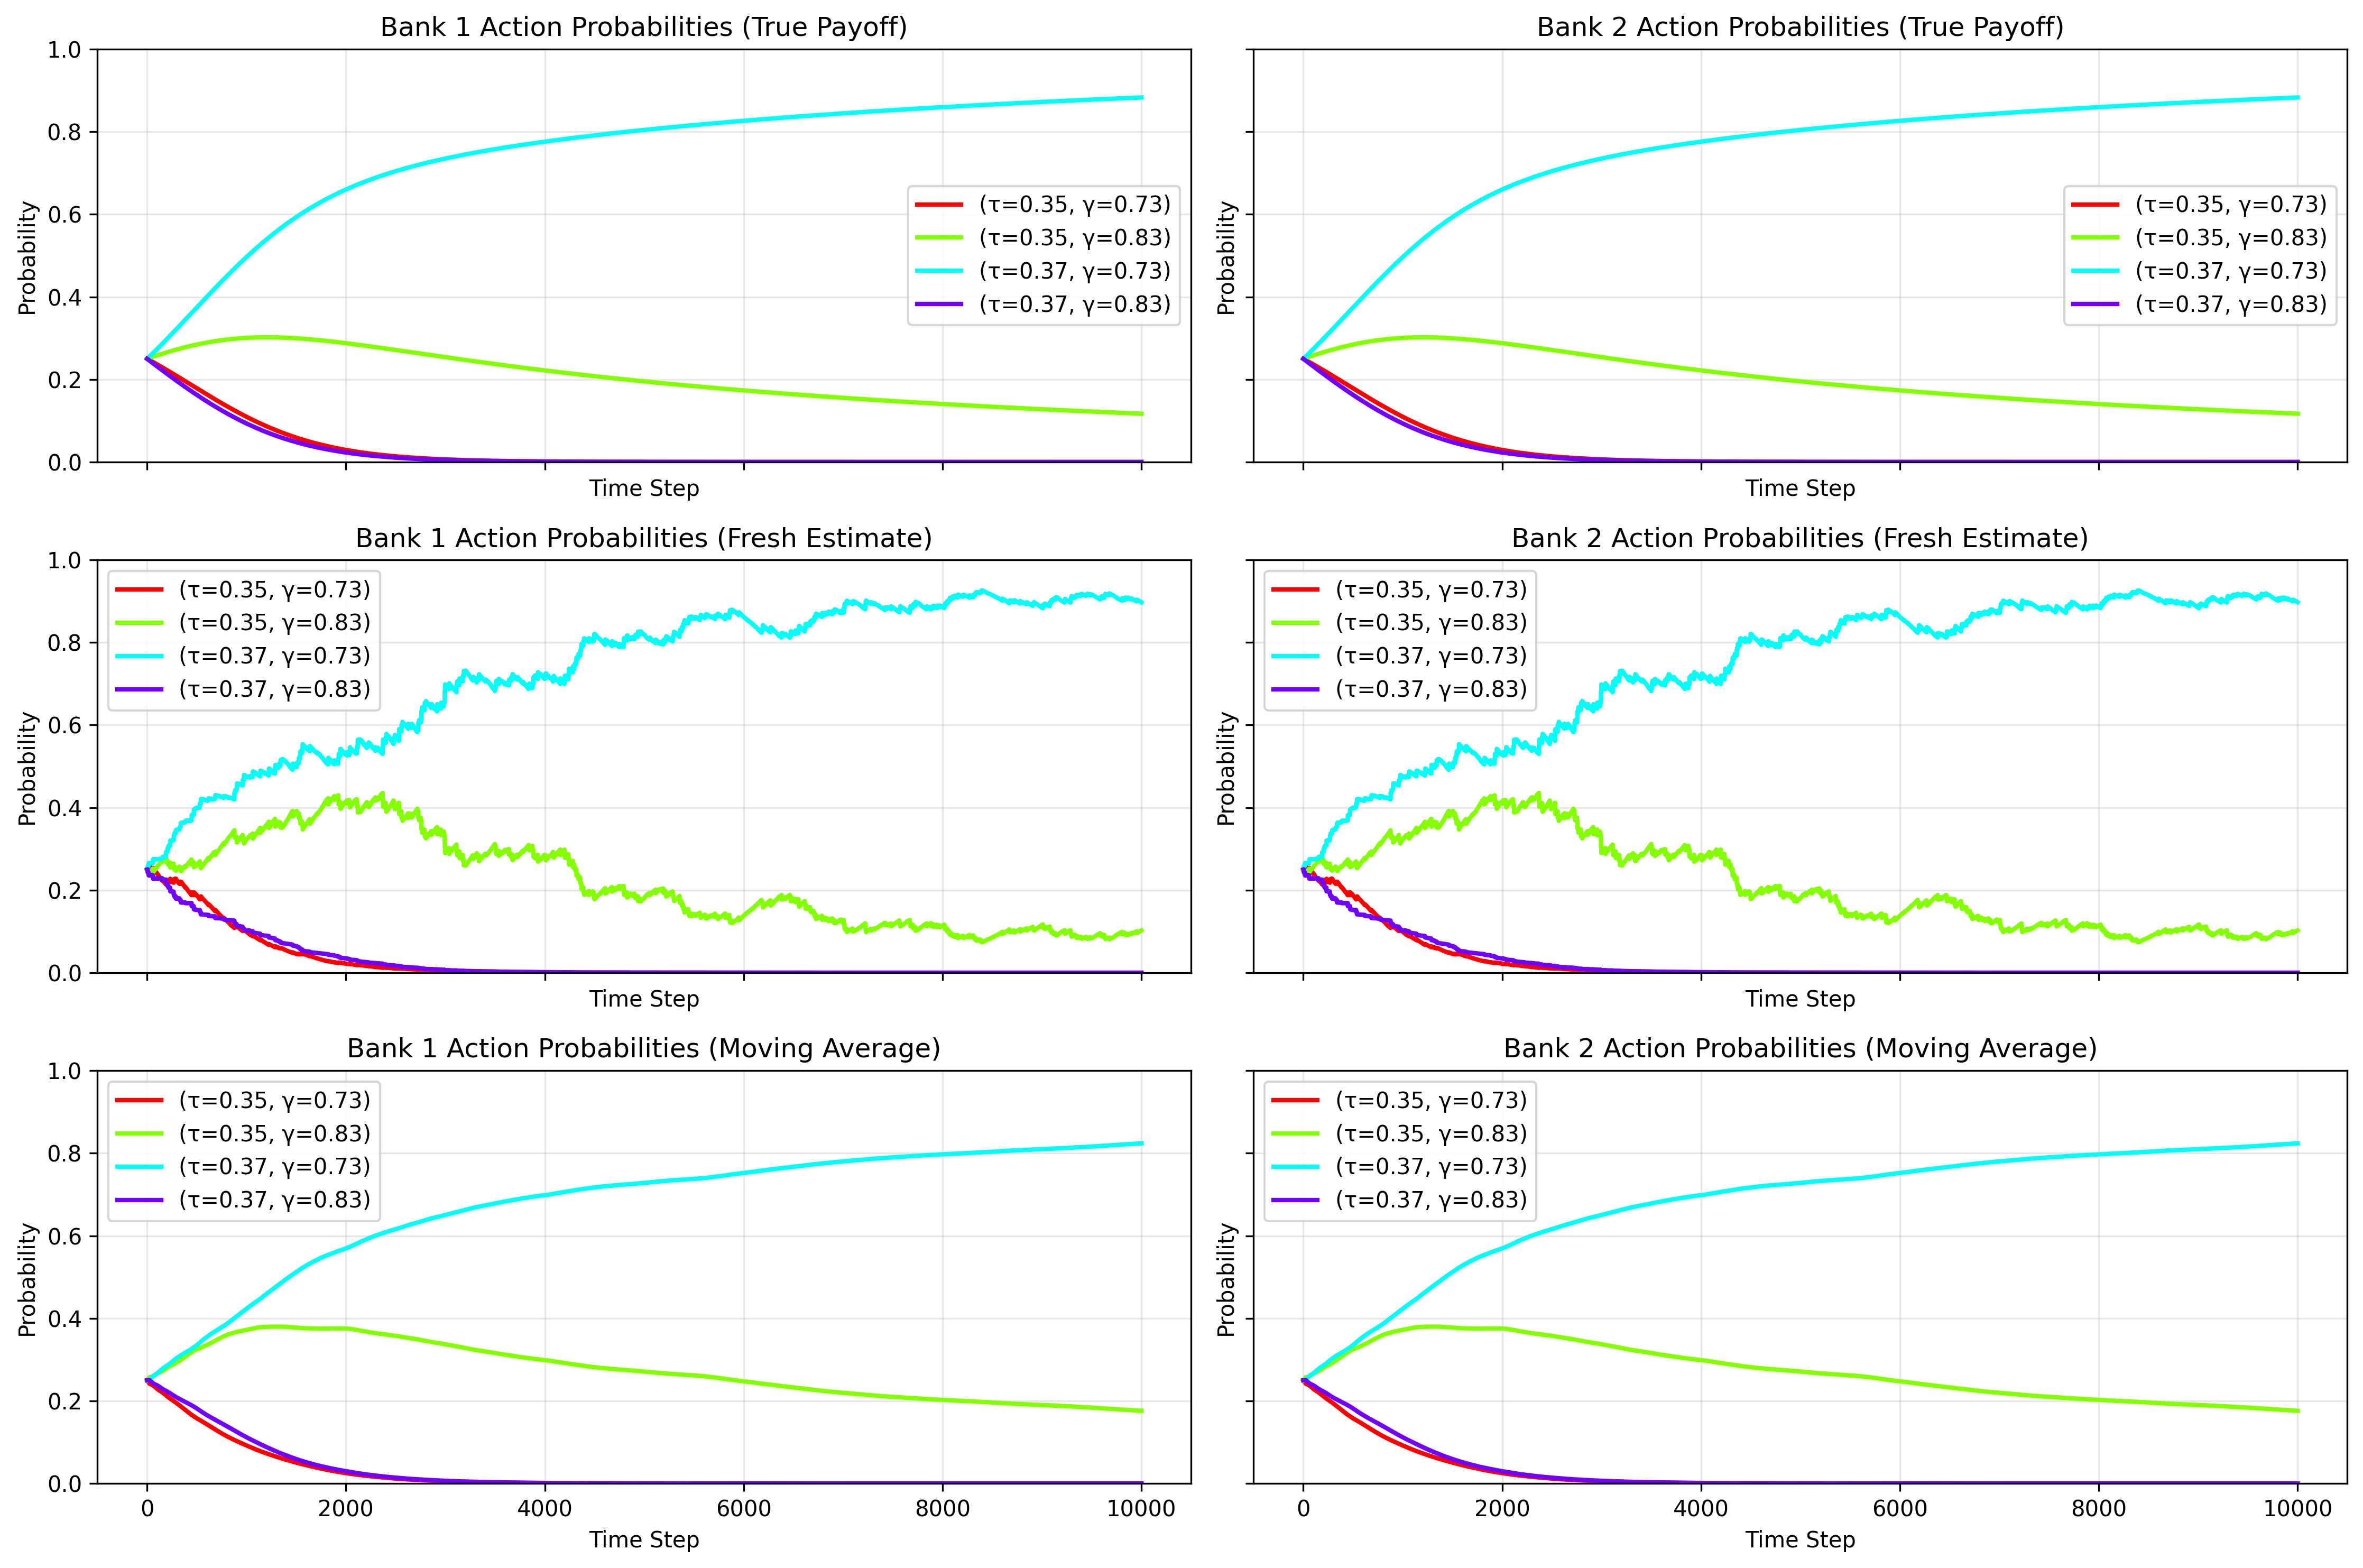 Bank 1 Action Probabilities (True Payoff)
Probability
1.0
0.8
0.6
0.4
0.2
0.0
(τ=0.35, γ=0.73)
(τ=0.35, γ=0.83)
(τ=0.37, γ=0.73)
(τ=0.37, γ=0.83)
Time Step
Bank 2 Action Probabilities (True Payoff)
Probability
(τ=0.35, γ=0.73)
(τ=0.35, γ=0.83)
(τ=0.37, γ=0.73)
(τ=0.37, γ=0.83)
Time Step
Bank 1 Action Probabilities (Fresh Estimate)
Probability
1.0
0.8
0.6
0.4
0.2
0.0
(τ=0.35, γ=0.73)
(τ=0.35, γ=0.83)
(τ=0.37, γ=0.73)
(τ=0.37, γ=0.83)
Time Step
Bank 2 Action Probabilities (Fresh Estimate)
Probability
(τ=0.35, γ=0.73)
(τ=0.35, γ=0.83)
(τ=0.37, γ=0.73)
(τ=0.37, γ=0.83)
Time Step
Bank 1 Action Probabilities (Moving Average)
Probability
1.0
0.8
0.6
0.4
0.2
0.0
(τ=0.35, γ=0.73)
(τ=0.35, γ=0.83)
(τ=0.37, γ=0.73)
(τ=0.37, γ=0.83)
0 2000 4000 6000 8000 10000
Time Step
Bank 2 Action Probabilities (Moving Average)
Probability
(τ=0.35, γ=0.73)
(τ=0.35, γ=0.83)
(τ=0.37, γ=0.73)
(τ=0.37, γ=0.83)
0 2000 4000 6000 8000 10000
Time Step